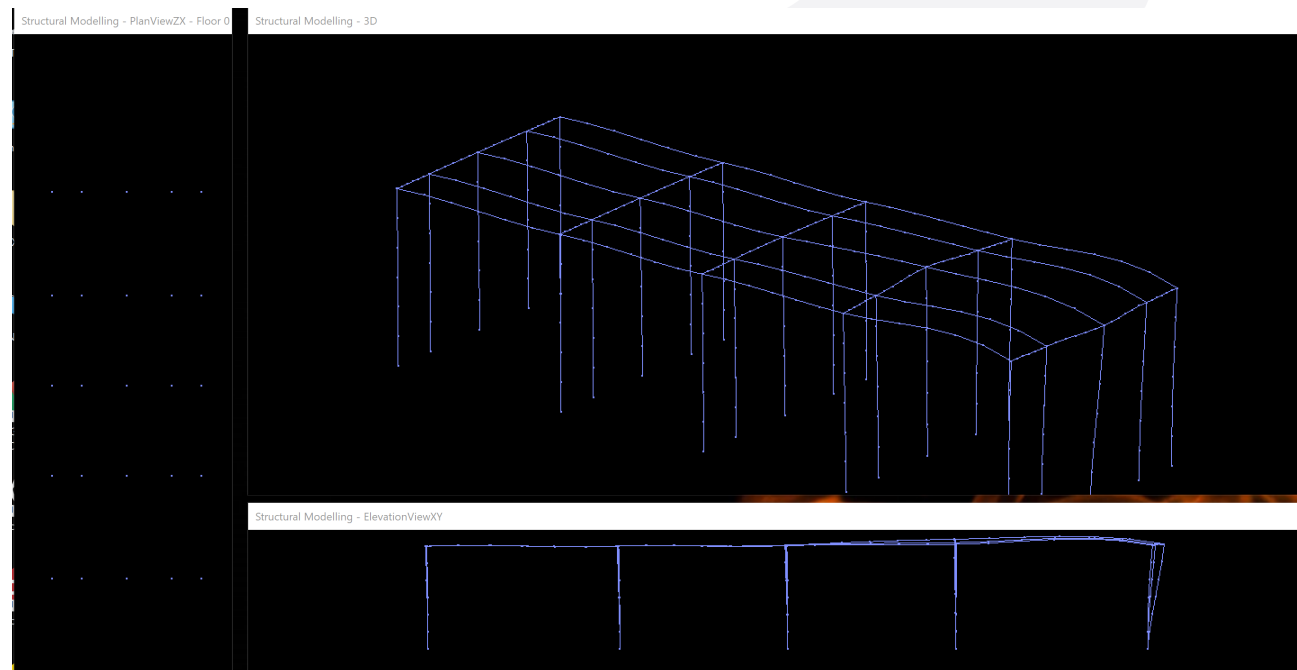 Structural Modelling - PlanViewZX - Floor 0
Structural Modelling - 3D
Structural Modelling - ElevationViewXY